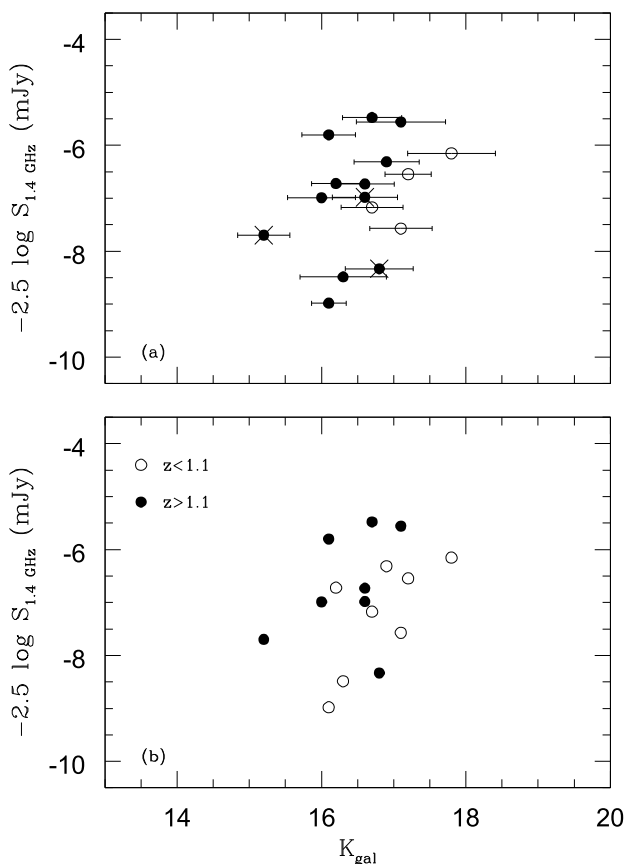 -4
-6
-8
-10
−2.5 log S1.4 GHz (mJy)
(a)
-4
-6
-8
-10
−2.5 log S1.4 GHz (mJy)
z<1.1
z>1.1
(b)
14 16 18 20
Kgal